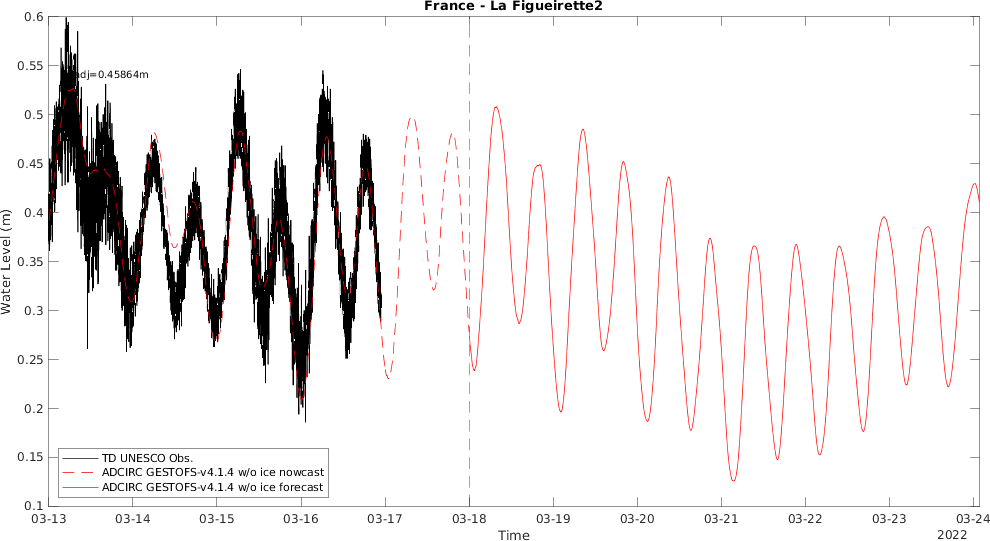 France - La Figueirette2
0.6
0.55
0.5
0.45
0.4
0.35
0.3
0.25
0.2
0.15
0.1
Water Level (m)
adj=0.45864m
TD UNESCO Obs.
ADCIRC GESTOFS-v4.1.4 w/o ice nowcast
ADCIRC GESTOFS-v4.1.4 w/o ice forecast
03-13 03-14 03-15 03-16 03-17 03-18 03-19 03-20 03-21 03-22 03-23 03-24
Time
2022